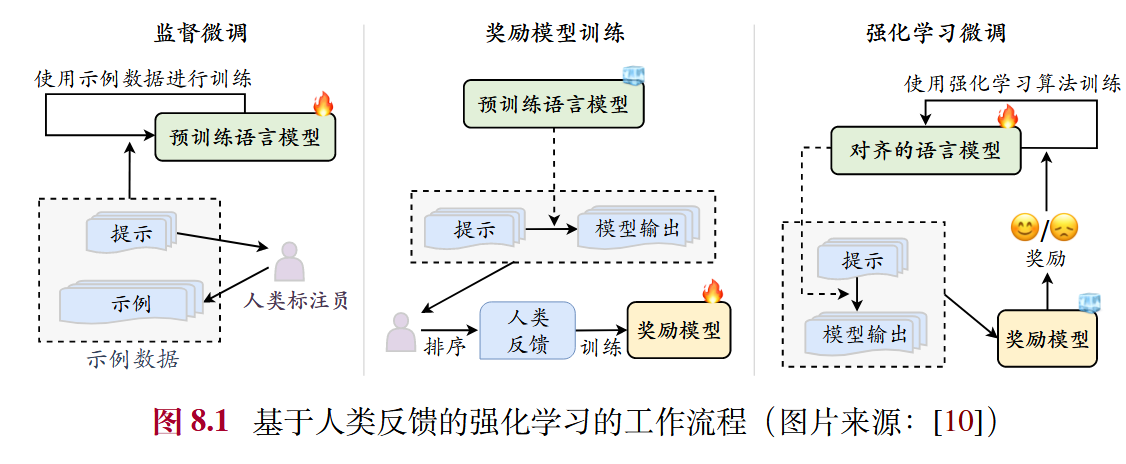 监督微调
使用示例数据进行训练
预训练语言模型
提示
示例
人类标注员
示例数据
奖励模型训练
预训练语言模型
提示
模型输出
排序
人类
反馈
训练
奖励模型
强化学习微调
使用强化学习算法训练
对齐的语言模型
/
奖励
提示
模型输出
奖励模型
图 8.1 基于人类反馈的强化学习的工作流程（图片来源：[10]）